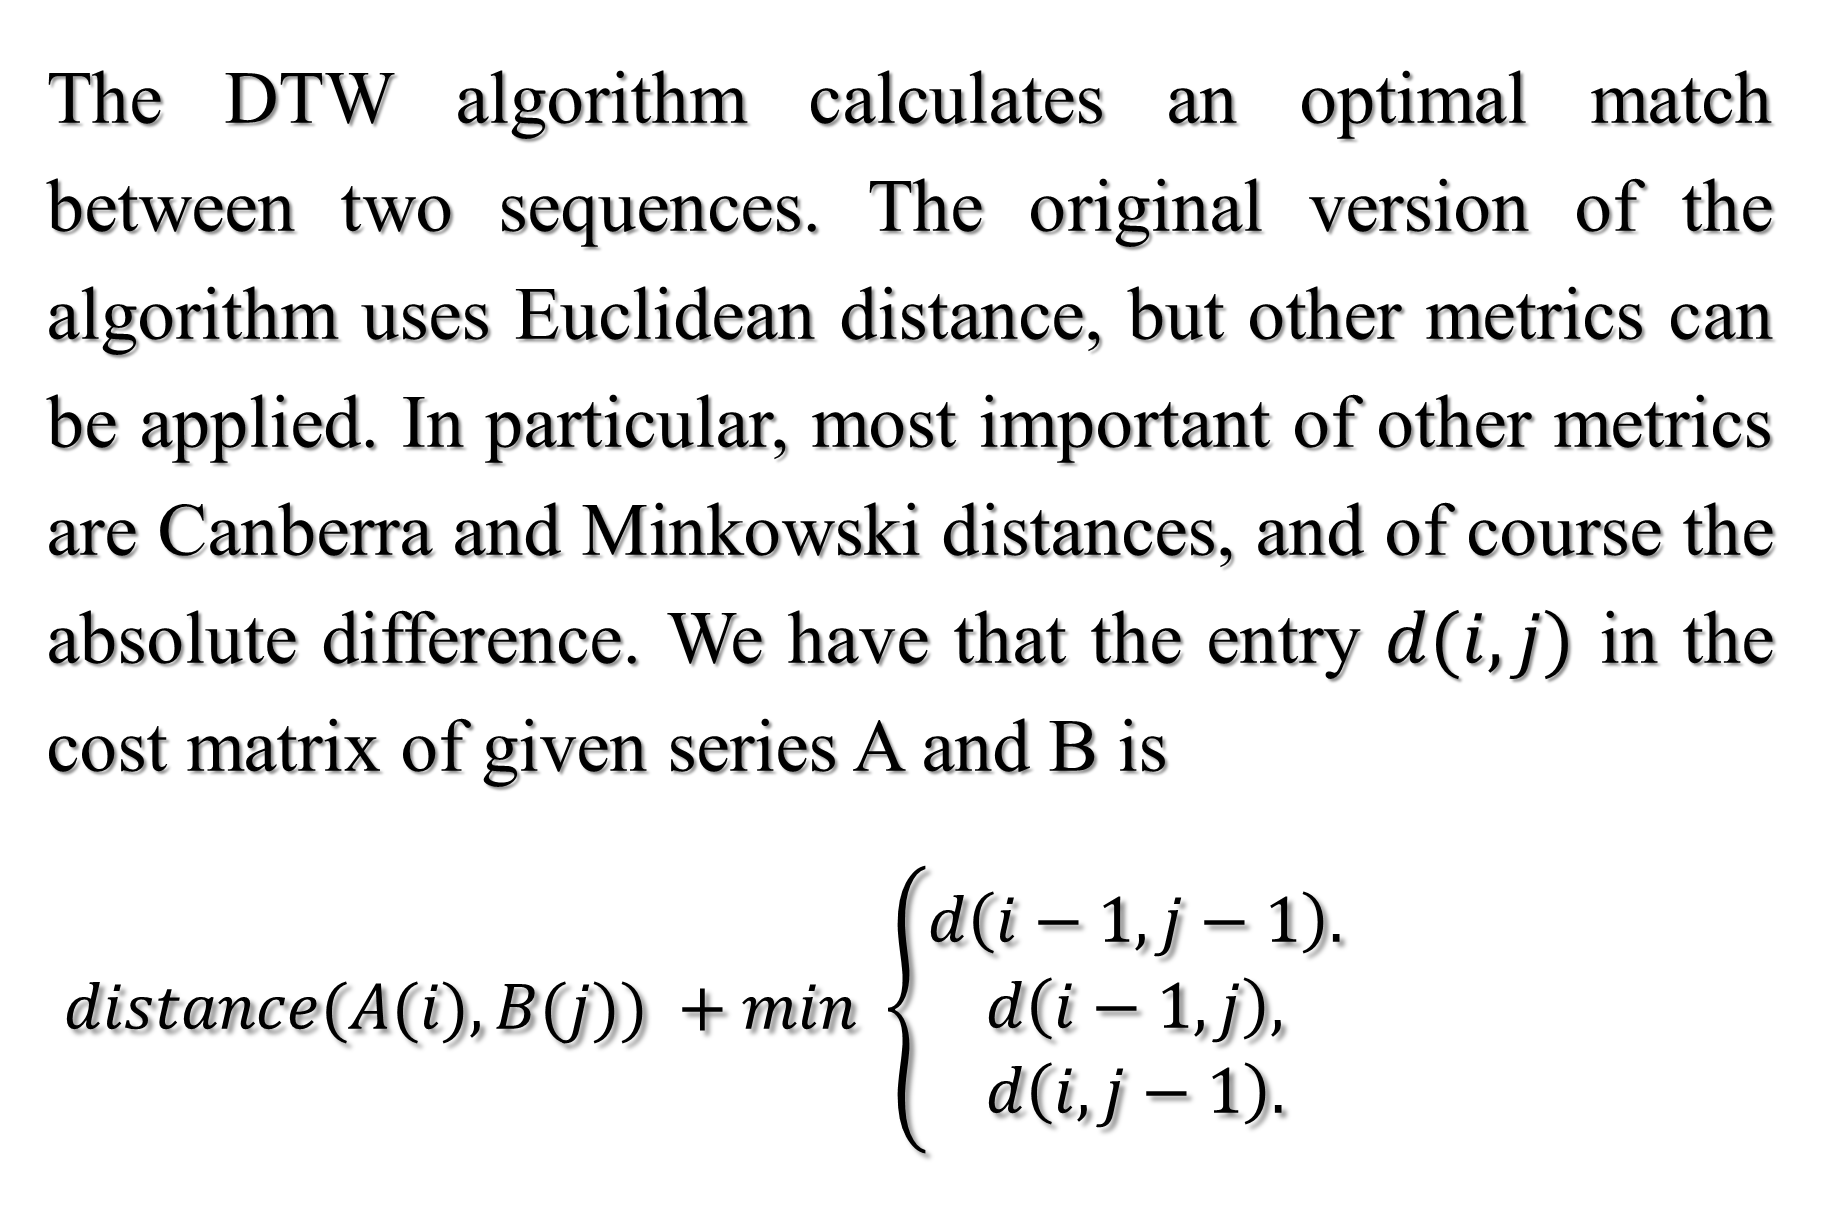 The DTW algorithm calculates an optimal match
between two sequences. The original version of the
algorithm uses Euclidean distance, but other metrics can
be applied. In particular, most important of other metrics
are Canberra and Minkowski distances, and of course the
absolute difference. We have that the entry d(i,j) in the
cost matrix of given series A and B is
d(i − 1,j − 1).
distance(A(i),B(j)) + min { d(i − 1,j),
d(i,j − 1).